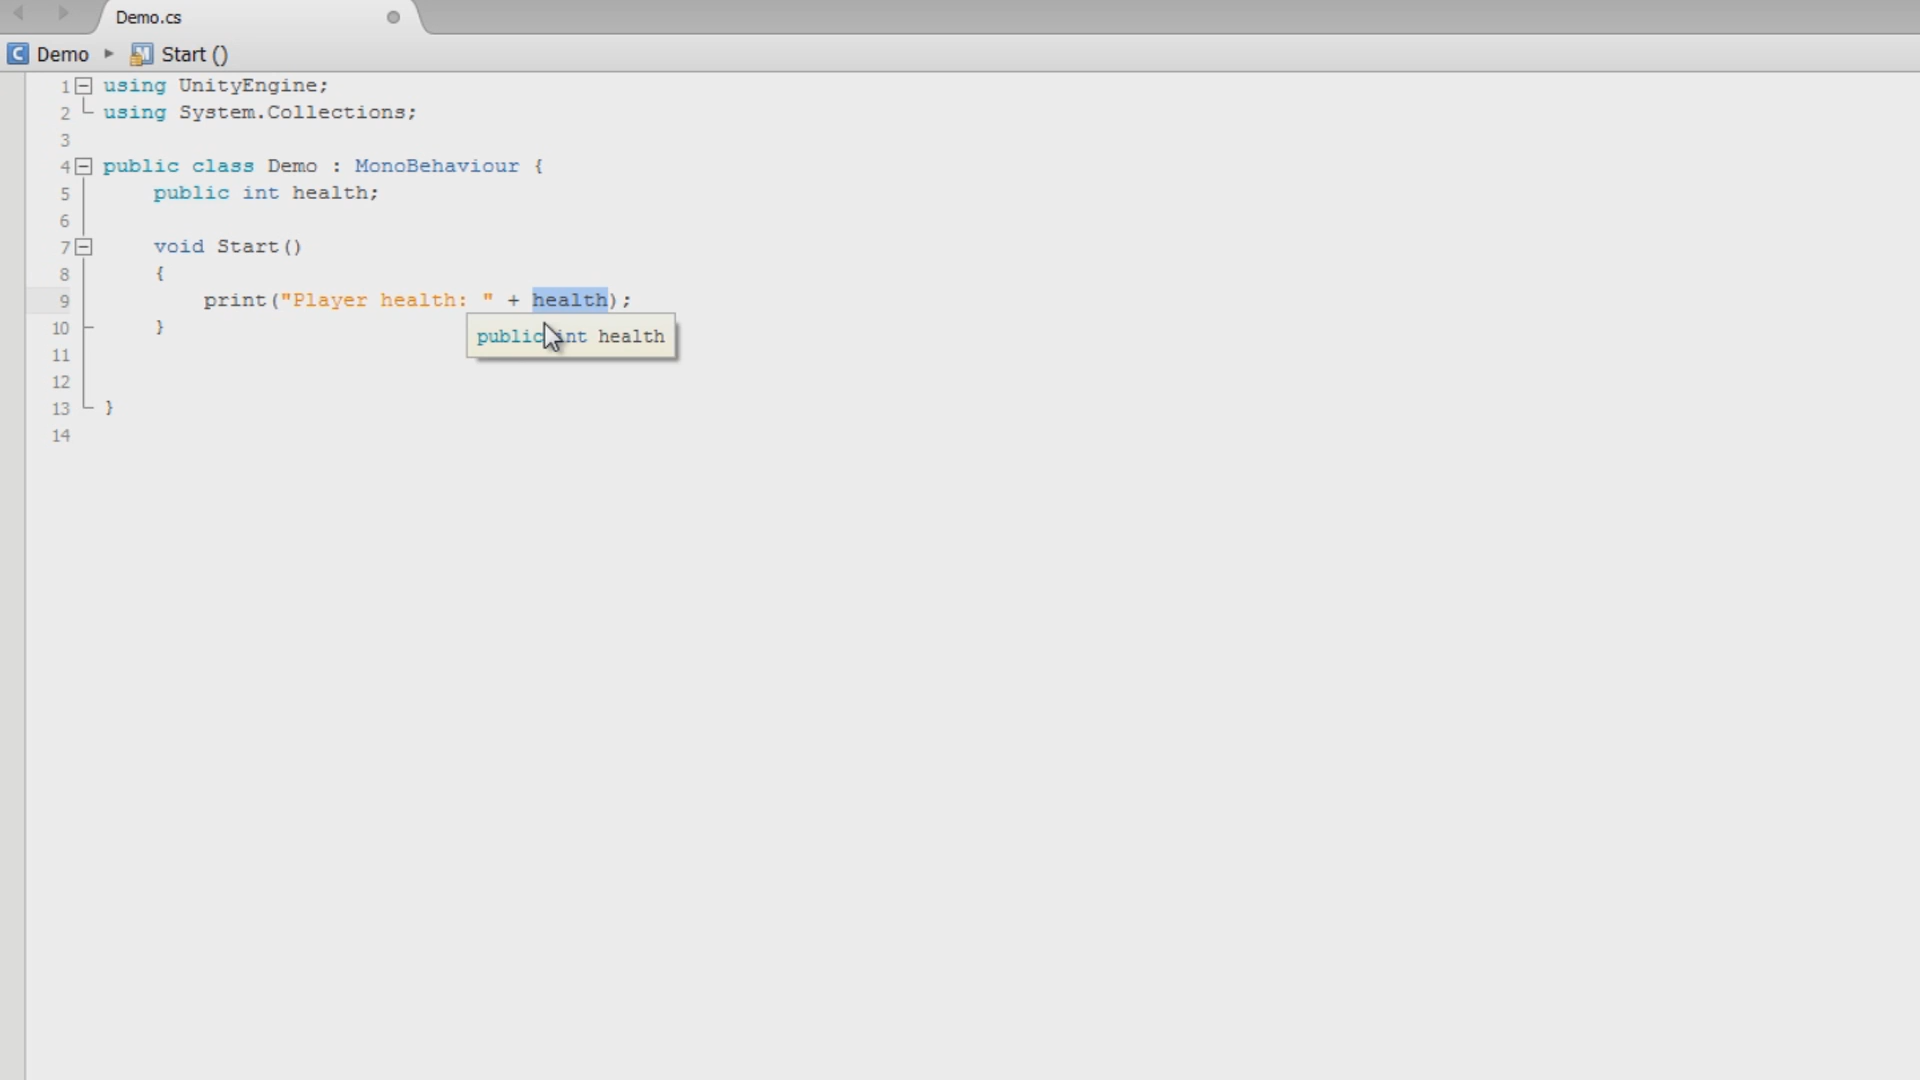 Demo.cs
Demo ▸ Start ()
1 using UnityEngine;
2 using System.Collections;
3
4 public class Demo : MonoBehaviour {
5 public int health;
6
7 void Start()
8 {
9 print("Player health: " + health);
10 }
public int health
11
12
13 }
14